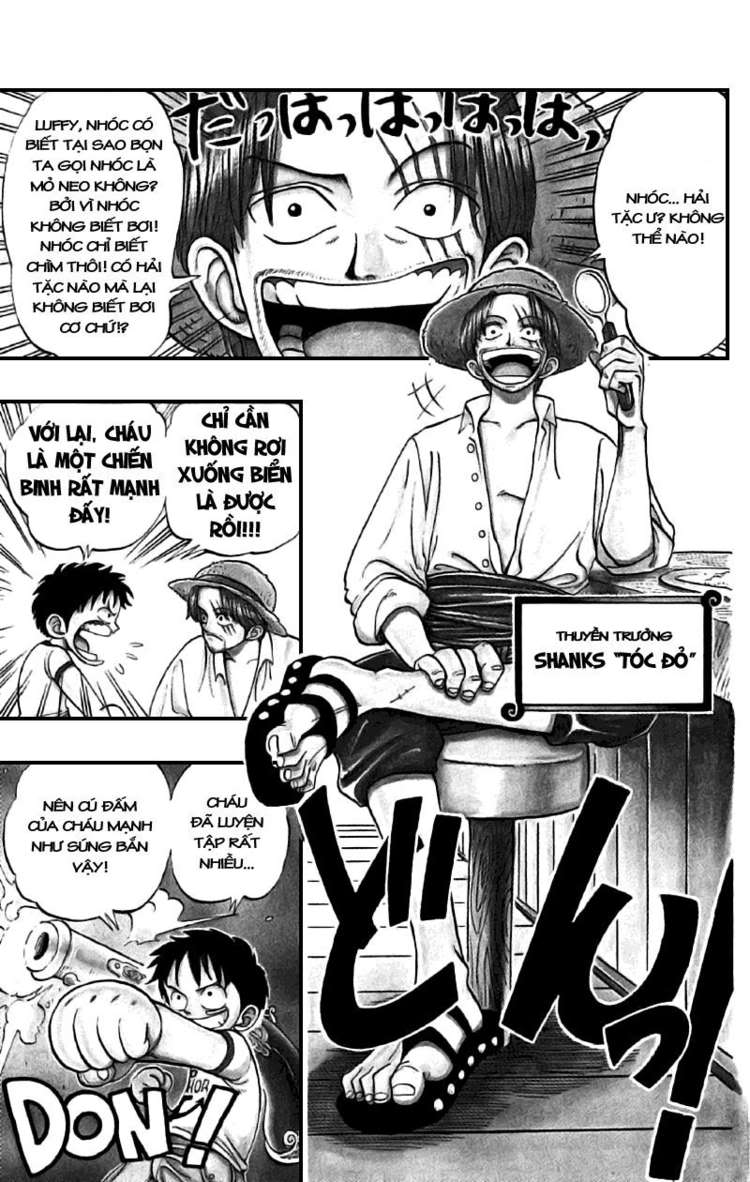 だっはっはっはっはっ
NHÓC... HẢI
TẶC Ư? KHÔNG
THỂ NÀO!
LUFFY, NHÓC CÓ
BIẾT TẠI SAO BỌN
TA GỌI NHÓC LÀ
MỎ NEO KHÔNG?
BỞI VÌ NHÓC
KHÔNG BIẾT BƠI!
NHÓC CHỈ BIẾT
CHÌM THÔI! CÓ HẢI
TẶC NÀO MÀ LẠI
KHÔNG BIẾT BƠI
CƠ CHỨ!?
THUYỀN TRƯỞNG
SHANKS "TÓC ĐỎ"
どんっ!
CHỈ CẦN
KHÔNG RƠI
XUỐNG BIỂN
LÀ ĐƯỢC
RỒI!!!
VỚI LẠI, CHÁU
LÀ MỘT CHIẾN
BINH RẤT MẠNH
ĐẤY!
CHÁU
ĐÃ LUYỆN
TẬP RẤT
NHIỀU...
NÊN CÚ ĐẤM
CỦA CHÁU MẠNH
NHƯ SÚNG BẮN
VẬY!
DON!